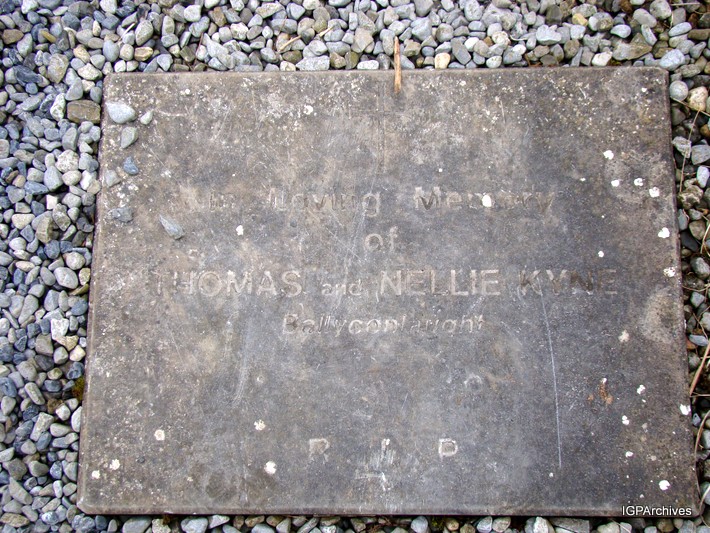 In Loving Memory
of
THOMAS and NELLIE KYNE
Ballyconlaught
R I P
IGPArchives